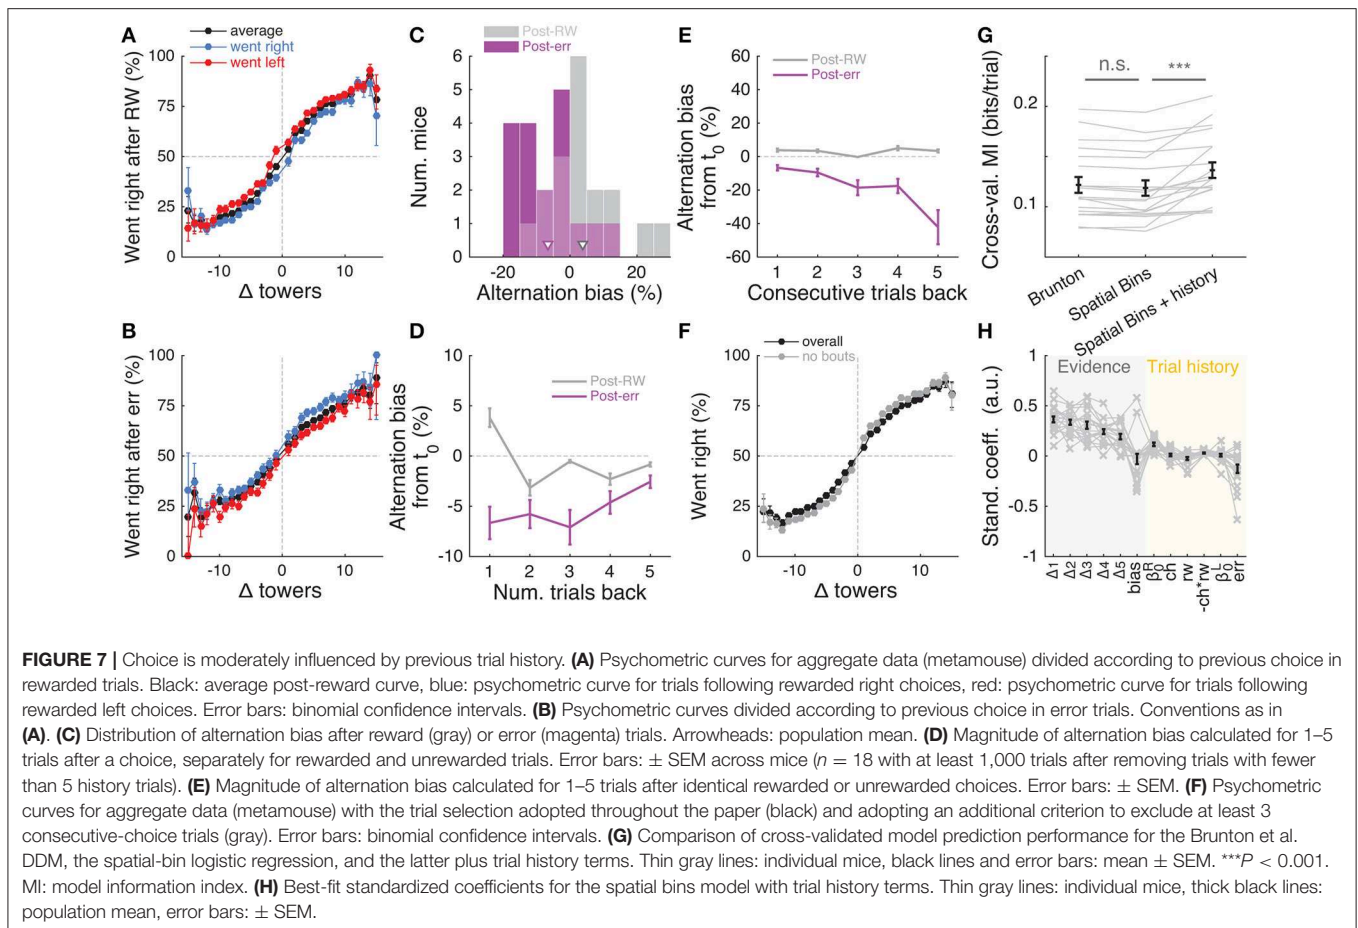 A
average
went right
went left
Went right after RW (%)
100
75
50
25
0
-10
0
10
Δ towers
C
Post-RW
Post-err
Num. mice
6
5
4
3
2
1
0
-20
0
20
Alternation bias (%)
E
Post-RW
Post-err
Alternation bias
from t0 (%)
60
40
20
0
-20
-40
-60
1
2
3
4
5
Consecutive trials back
G
n.s.
***
Cross-val. MI (bits/trial)
0.2
0.1
Brunton
Spatial Bins
Spatial Bins + history
B
Went right after err (%)
100
75
50
25
0
-10
0
10
Δ towers
D
Post-RW
Post-err
Alternation bias
from t0 (%)
10
5
0
-5
-10
1
2
3
4
5
Num. trials back
F
overall
no bouts
Went right (%)
100
75
50
25
0
-10
0
10
Δ towers
H
Evidence
Trial history
Stand. coeff. (a.u.)
1
0.5
0
-0.5
-1
Δ1
Δ2
Δ3
Δ4
Δ5
bias
β0R
ch
rw
-ch*rw
β0L
err
FIGURE 7 | Choice is moderately influenced by previous trial history. (A) Psychometric curves for aggregate data (metamouse) divided according to previous choice in
rewarded trials. Black: average post-reward curve, blue: psychometric curve for trials following rewarded right choices, red: psychometric curve for trials following
rewarded left choices. Error bars: binomial confidence intervals. (B) Psychometric curves divided according to previous choice in error trials. Conventions as in
(A). (C) Distribution of alternation bias after reward (gray) or error (magenta) trials. Arrowheads: population mean. (D) Magnitude of alternation bias calculated for 1–5
trials after a choice, separately for rewarded and unrewarded trials. Error bars: ± SEM across mice (n = 18 with at least 1,000 trials after removing trials with fewer
than 5 history trials). (E) Magnitude of alternation bias calculated for 1–5 trials after identical rewarded or unrewarded choices. Error bars: ± SEM. (F) Psychometric
curves for aggregate data (metamouse) with the trial selection adopted throughout the paper (black) and adopting an additional criterion to exclude at least 3
consecutive-choice trials (gray). Error bars: binomial confidence intervals. (G) Comparison of cross-validated model prediction performance for the Brunton et al.
DDM, the spatial-bin logistic regression, and the latter plus trial history terms. Thin gray lines: individual mice, black lines and error bars: mean ± SEM. ***P < 0.001.
MI: model information index. (H) Best-fit standardized coefficients for the spatial bins model with trial history terms. Thin gray lines: individual mice, thick black lines:
population mean, error bars: ± SEM.